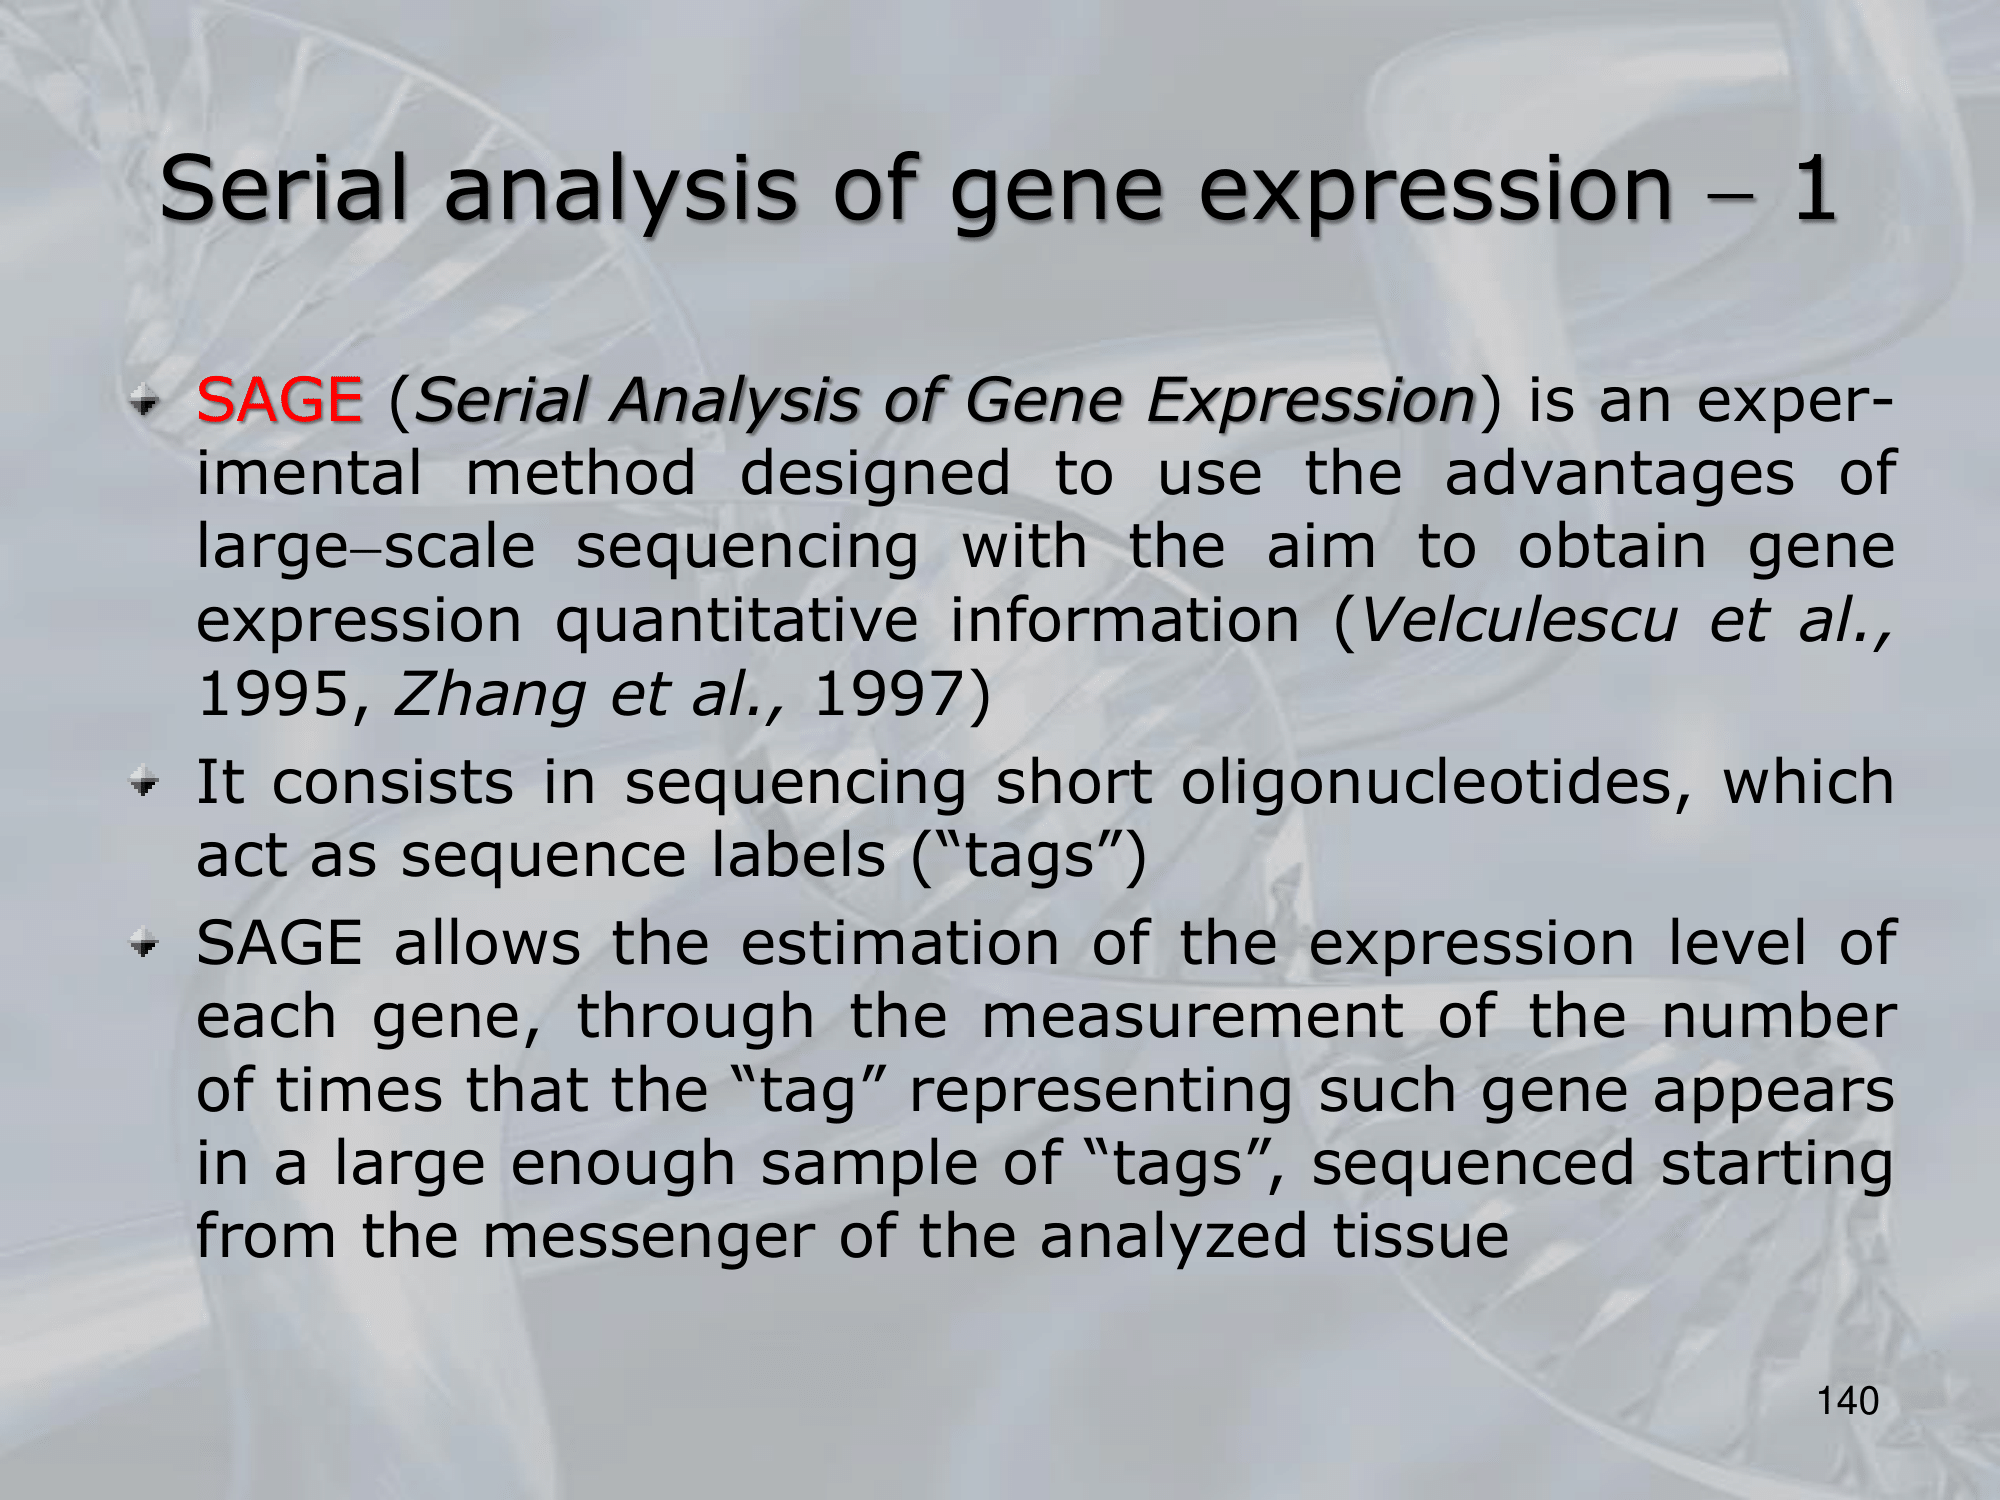 Serial analysis of gene expression – 1
SAGE (Serial Analysis of Gene Expression) is an exper-
imental method designed to use the advantages of
large–scale sequencing with the aim to obtain gene
expression quantitative information (Velculescu et al.,
1995, Zhang et al., 1997)
It consists in sequencing short oligonucleotides, which
act as sequence labels (“tags”)
SAGE allows the estimation of the expression level of
each gene, through the measurement of the number
of times that the “tag” representing such gene appears
in a large enough sample of “tags”, sequenced starting
from the messenger of the analyzed tissue
140